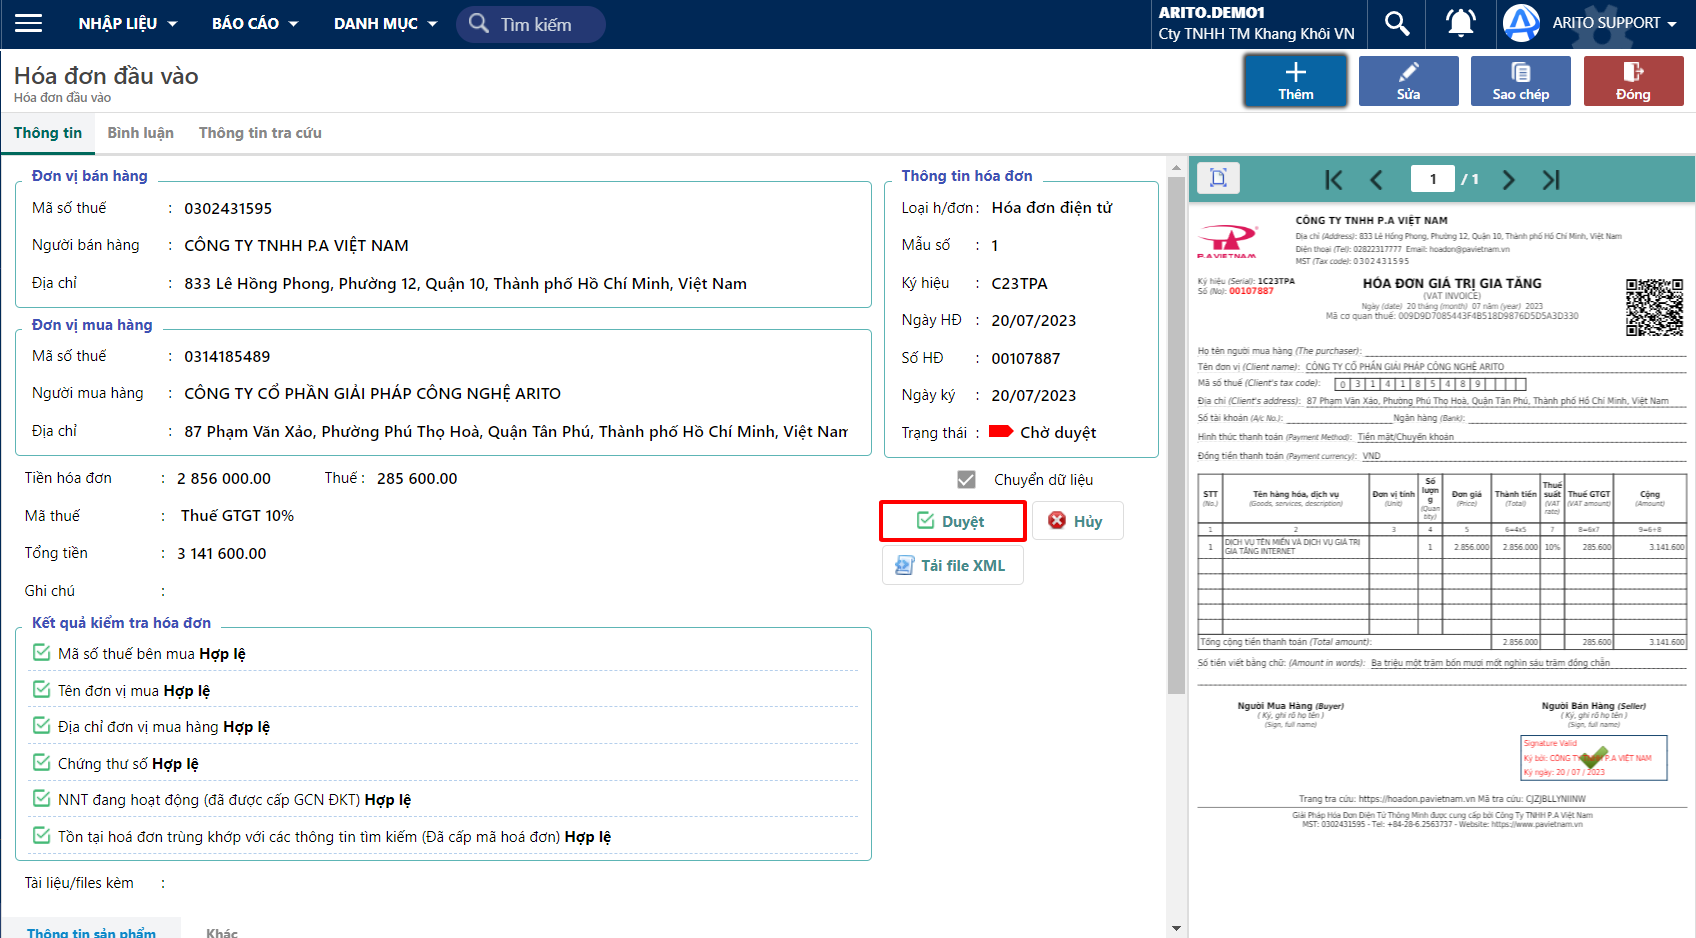 NHẬP LIỆU
BÁO CÁO
DANH MỤC
Tìm kiếm
ARITO.DEMO1
Cty TNHH TM Khang Khôi VN
ARITO SUPPORT
Hóa đơn đầu vào
Hóa đơn đầu vào
Thêm
Sửa
Sao chép
Đóng
Thông tin
Bình luận
Thông tin tra cứu
Đơn vị bán hàng
Mã số thuế : 0302431595
Người bán hàng : CÔNG TY TNHH P.A VIỆT NAM
Địa chỉ : 833 Lê Hồng Phong, Phường 12, Quận 10, Thành phố Hồ Chí Minh, Việt Nam
Đơn vị mua hàng
Mã số thuế : 0314185489
Người mua hàng : CÔNG TY CỔ PHẦN GIẢI PHÁP CÔNG NGHỆ ARITO
Địa chỉ : 87 Phạm Văn Xảo, Phường Phú Thọ Hoà, Quận Tân Phú, Thành phố Hồ Chí Minh, Việt Nam
Tiền hóa đơn : 2 856 000.00 Thuế : 285 600.00
Mã thuế : Thuế GTGT 10%
Tổng tiền : 3 141 600.00
Ghi chú :
Kết quả kiểm tra hóa đơn
Mã số thuế bên mua Hợp lệ
Tên đơn vị mua Hợp lệ
Địa chỉ đơn vị mua hàng Hợp lệ
Chứng thư số Hợp lệ
NNT đang hoạt động (đã được cấp GCN ĐKT) Hợp lệ
Tồn tại hoá đơn trùng khớp với các thông tin tìm kiếm (Đã cấp mã hoá đơn) Hợp lệ
Tài liệu/files kèm :
Thông tin sản phẩm
Khác
Thông tin hóa đơn
Loại h/đơn : Hóa đơn điện tử
Mẫu số : 1
Ký hiệu : C23TPA
Ngày HĐ : 20/07/2023
Số HĐ : 00107887
Ngày ký : 20/07/2023
Trạng thái : Chờ duyệt
Chuyển dữ liệu
Duyệt
Hủy
Tải file XML
1 / 1
P.A VIETNAM
CÔNG TY TNHH P.A VIỆT NAM
Địa chỉ (Address): 833 Lê Hồng Phong, Phường 12, Quận 10, Thành phố Hồ Chí Minh, Việt Nam
Điện thoại (Tel): 02822317777 Email: hoadon@pavietnam.vn
MST (Tax code): 0302431595
Ký hiệu (Serial): 1C23TPA
Số (No): 00107887
HÓA ĐƠN GIÁ TRỊ GIA TĂNG
(VAT INVOICE)
Ngày (date) 20 tháng (month) 07 năm (year) 2023
Mã cơ quan thuế: 009D9D7085443F4B518D9876D5D5A3D330
Họ tên người mua hàng (The purchaser):
Tên đơn vị (Client name): CÔNG TY CỔ PHẦN GIẢI PHÁP CÔNG NGHỆ ARITO
Mã số thuế (Client's tax code): 0 3 1 4 1 8 5 4 8 9
Địa chỉ (Client's address): 87 Phạm Văn Xảo, Phường Phú Thọ Hoà, Quận Tân Phú, Thành phố Hồ Chí Minh, Việt Nam
Số tài khoản (A/c No.): Ngân hàng (Bank):
Hình thức thanh toán (Payment Method): Tiền mặt/Chuyển khoản
Đồng tiền thanh toán (Payment currency): VND
STT (No.) Tên hàng hóa, dịch vụ (Goods, services, description) Đơn vị tính (Unit) Số lượng (Quantity) Đơn giá (Price) Thành tiền (Total) Thuế suất (VAT rate) Thuế GTGT (VAT amount) Cộng (Amount)
1 2 3 4 5 6=4x5 7 8=6x7 9=6+8
1 DỊCH VỤ TÊN MIỀN VÀ DỊCH VỤ GIÁ TRỊ GIA TĂNG INTERNET 1 2.856.000 2.856.000 10% 285.600 3.141.600
Tổng cộng tiền thanh toán (Total amount): 2.856.000 285.600 3.141.600
Số tiền viết bằng chữ: (Amount in words): Ba triệu một trăm bốn mươi mốt nghìn sáu trăm đồng chẵn
Người Mua Hàng (Buyer)
( Ký, ghi rõ họ tên )
(Sign, full name)
Người Bán Hàng (Seller)
( Ký, ghi rõ họ tên )
(Sign, full name)
Signature Valid
Ký bởi: CÔNG TY TNHH P.A VIỆT NAM
Ký ngày: 20 / 07 / 2023
Trang tra cứu: https://hoadon.pavietnam.vn Mã tra cứu: CJZJBLLYNIINW
Giải Pháp Hóa Đơn Điện Tử Thông Minh được cung cấp bởi Công Ty TNHH P.A Việt Nam
MST: 0302431595 - Tel: +84-28-6.2563737 - Website: https://www.pavietnam.vn